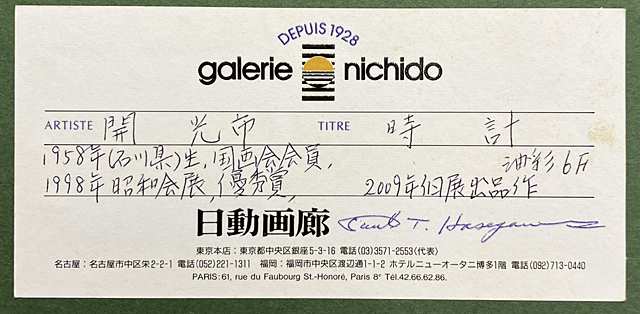 DEPUIS 1928
galerie nichido
ARTISTE 開 光市 TITRE 時 計
1958年(石川県)生, 国画会会員, 油彩 6F
1998年 昭和会展, 優秀賞, 2009年個展出品作
日動画廊 T. Hasegawa
東京本店:東京都中央区銀座5-3-16 電話(03)3571-2553(代表)
名古屋:名古屋市中区栄2-2-1 電話(052)221-1311 福岡:福岡市中央区渡辺通1-1-2 ホテルニューオータニ博多1階 電話(092)713-0440
PARIS:61, rue du Faubourg St.-Honoré, Paris 8e Tél.42.66.62.86.